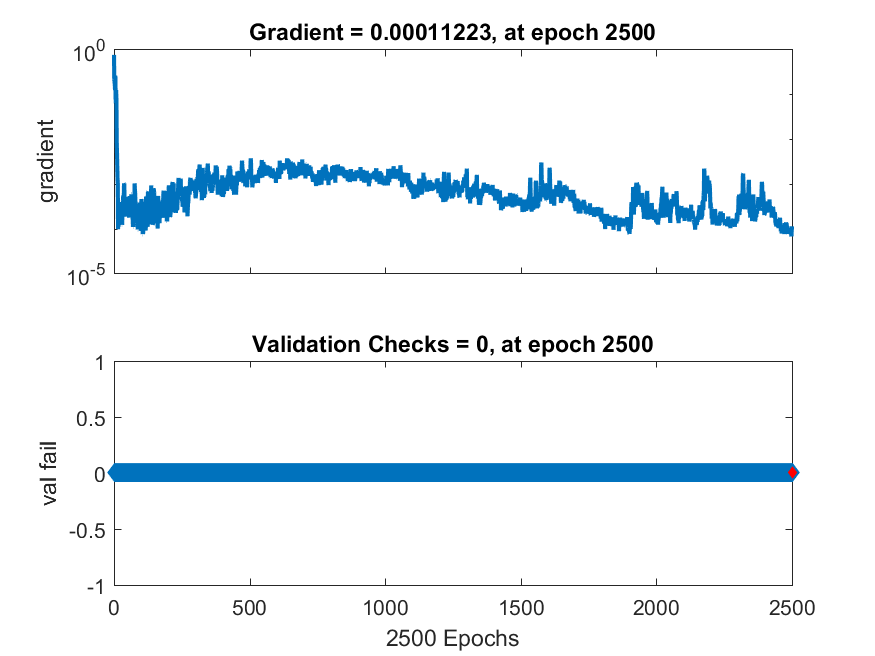 Gradient = 0.00011223, at epoch 2500
10^0
gradient
10^-5
Validation Checks = 0, at epoch 2500
1
0.5
val fail
0
-0.5
-1
0 500 1000 1500 2000 2500
2500 Epochs